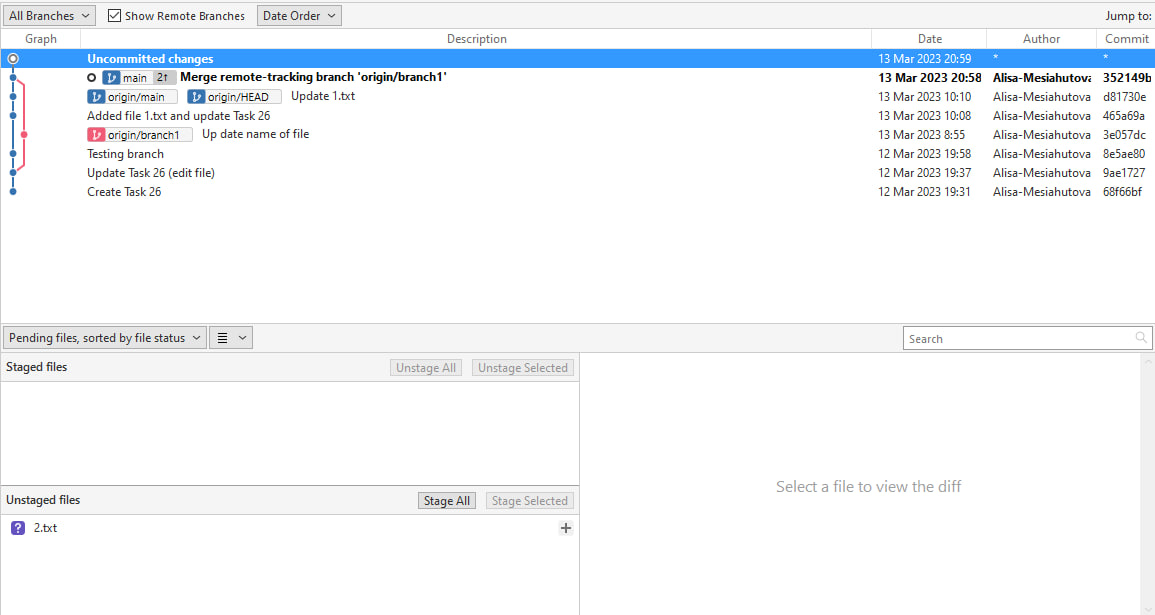 All Branches Show Remote Branches Date Order Jump to:
Graph Description Date Author Commit
Uncommitted changes 13 Mar 2023 20:59 * *
main 2↑ Merge remote-tracking branch 'origin/branch1' 13 Mar 2023 20:58 Alisa-Mesiahutova 352149b
origin/main origin/HEAD Update 1.txt 13 Mar 2023 10:10 Alisa-Mesiahutova d81730e
Added file 1.txt and update Task 26 13 Mar 2023 10:08 Alisa-Mesiahutova 465a69a
origin/branch1 Up date name of file 13 Mar 2023 8:55 Alisa-Mesiahutova 3e057dc
Testing branch 12 Mar 2023 19:58 Alisa-Mesiahutova 8e5ae80
Update Task 26 (edit file) 12 Mar 2023 19:37 Alisa-Mesiahutova 9ae1727
Create Task 26 12 Mar 2023 19:31 Alisa-Mesiahutova 68f66bf
Pending files, sorted by file status Search
Staged files Unstage All Unstage Selected
Select a file to view the diff
Unstaged files Stage All Stage Selected
? 2.txt +